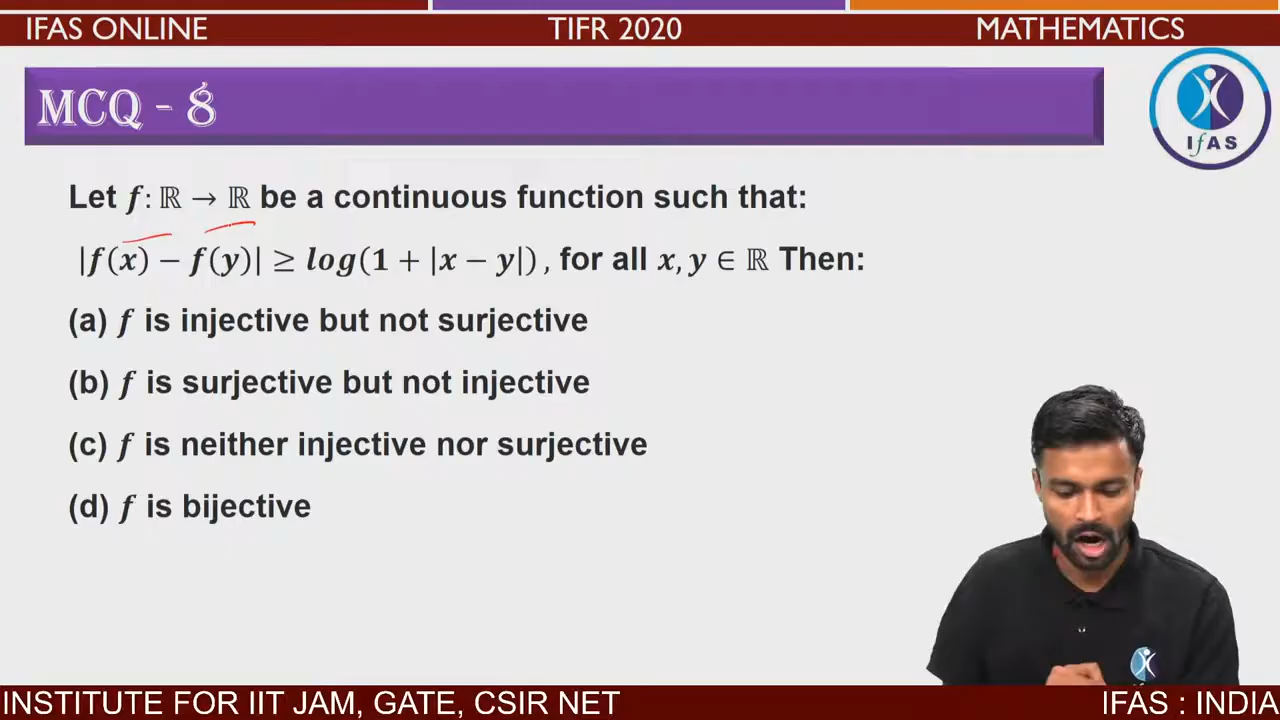 IFAS ONLINE
TIFR 2020
MATHEMATICS
MCQ - 8
IfAS
Let f: ℝ → ℝ be a continuous function such that:
|f(x) − f(y)| ≥ log(1 + |x − y|), for all x, y ∈ ℝ Then:
(a) f is injective but not surjective
(b) f is surjective but not injective
(c) f is neither injective nor surjective
(d) f is bijective
INSTITUTE FOR IIT JAM, GATE, CSIR NET
IFAS : INDIA